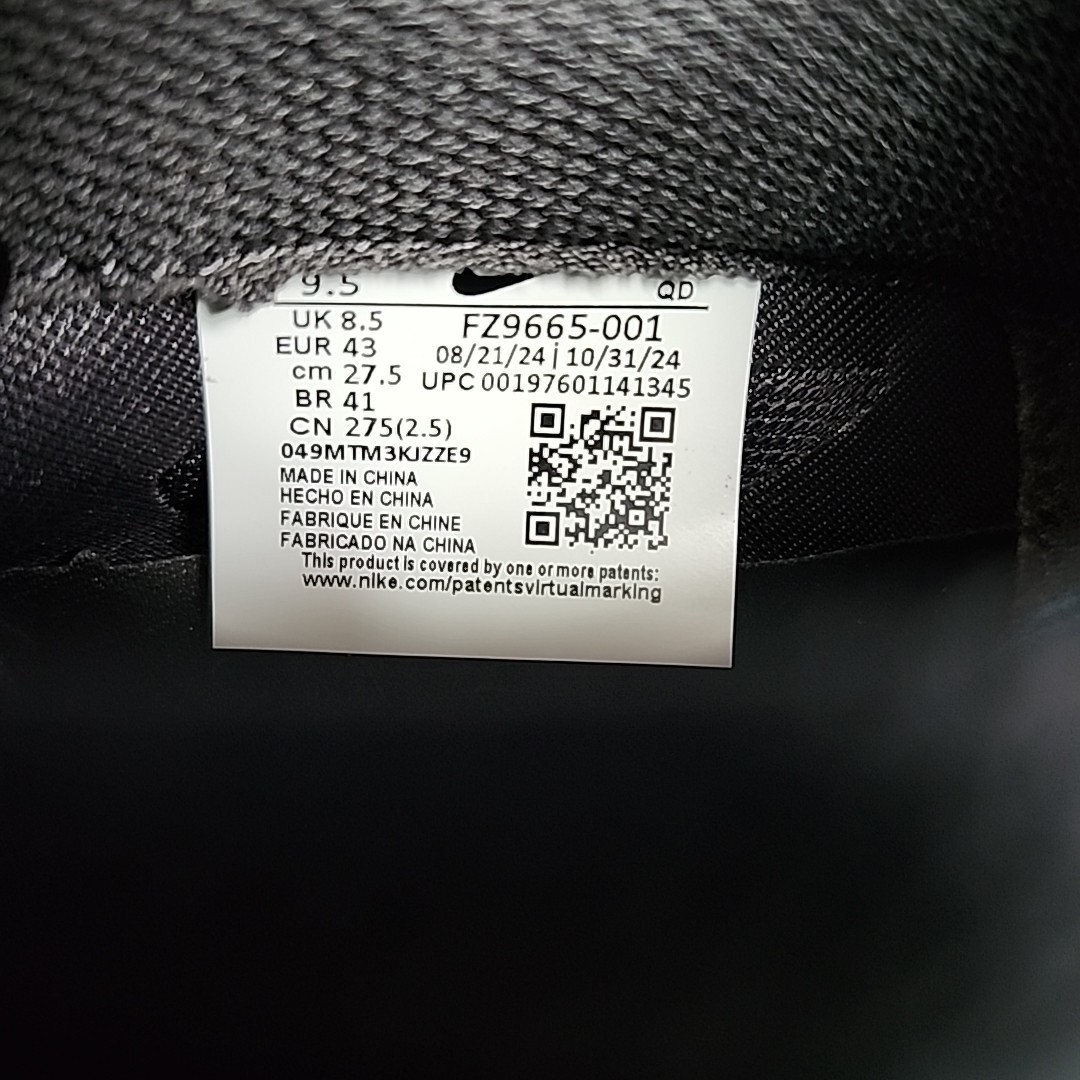 9.5 QD
UK 8.5 FZ9665-001
EUR 43 08/21/24 | 10/31/24
cm 27.5 UPC 00197601141345
BR 41
CN 275(2.5)
049MTM3KJZZE9
MADE IN CHINA
HECHO EN CHINA
FABRIQUE EN CHINE
FABRICADO NA CHINA
This product is covered by one or more patents:
www.nike.com/patentsvirtualmarking